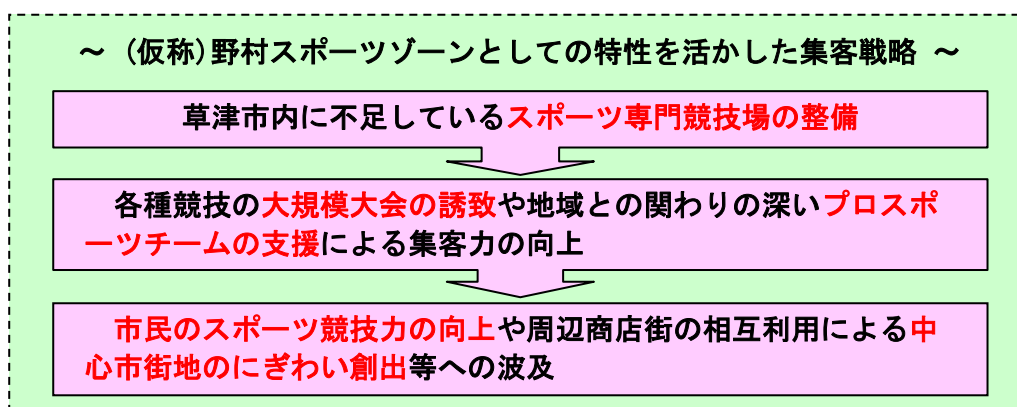 ～ (仮称)野村スポーツゾーンとしての特性を活かした集客戦略 ～
草津市内に不足しているスポーツ専門競技場の整備
各種競技の大規模大会の誘致や地域との関わりの深いプロスポ
ーツチームの支援による集客力の向上
市民のスポーツ競技力の向上や周辺商店街の相互利用による中
心市街地のにぎわい創出等への波及